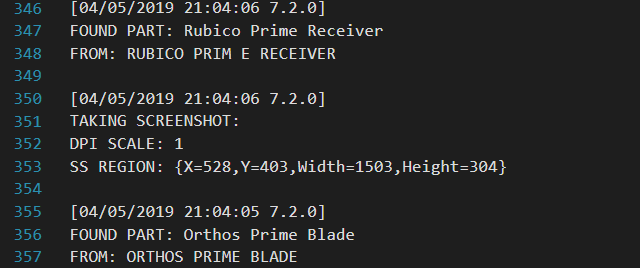 346 [04/05/2019 21:04:06 7.2.0]
347 FOUND PART: Rubico Prime Receiver
348 FROM: RUBICO PRIM E RECEIVER
349
350 [04/05/2019 21:04:06 7.2.0]
351 TAKING SCREENSHOT:
352 DPI SCALE: 1
353 SS REGION: {X=528,Y=403,Width=1503,Height=304}
354
355 [04/05/2019 21:04:05 7.2.0]
356 FOUND PART: Orthos Prime Blade
357 FROM: ORTHOS PRIME BLADE